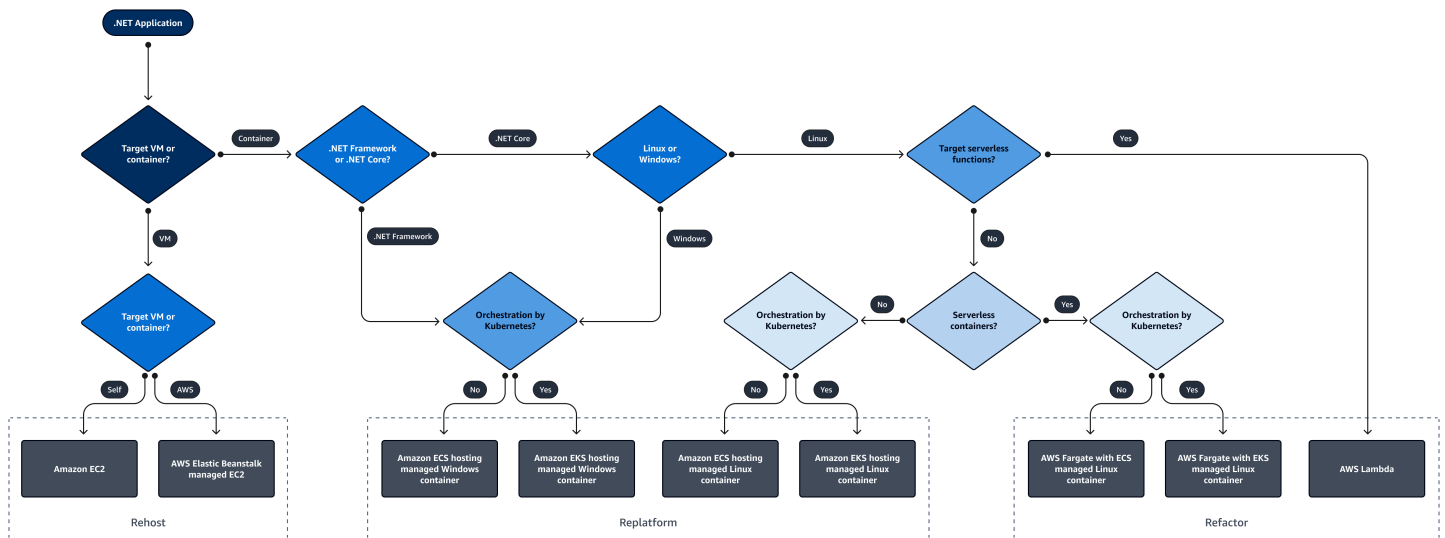 .NET Application
Target VM or
container?
Container
.NET Framework
or .NET Core?
.NET Core
Linux or
Windows?
Linux
Target serverless
functions?
Yes
VM
.NET Framework
Windows
No
Target VM or
container?
Orchestration by
Kubernetes?
Orchestration by
Kubernetes?
No
Serverless
containers?
Yes
Orchestration by
Kubernetes?
Self
AWS
No
Yes
No
Yes
No
Yes
Amazon EC2
AWS Elastic Beanstalk
managed EC2
Amazon ECS hosting
managed Windows
container
Amazon EKS hosting
managed Windows
container
Amazon ECS hosting
managed Linux
container
Amazon EKS hosting
managed Linux
container
AWS Fargate with ECS
managed Linux
container
AWS Fargate with EKS
managed Linux
container
AWS Lambda
Rehost
Replatform
Refactor